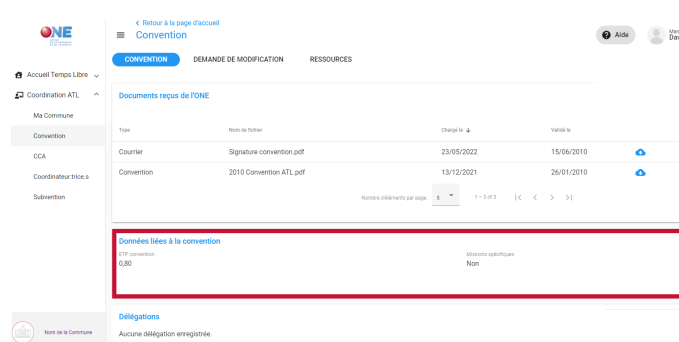 ONE
Retour à la page d'accueil
Convention
Aide
CONVENTION DEMANDE DE MODIFICATION RESSOURCES
Accueil Temps Libre
Coordination ATL
Ma Commune
Convention
CCA
Coordinateur.trice.s
Subvention
Nom de la Commune
Documents reçus de l'ONE
Type Nom de fichier Chargé le Validé le
Courrier Signature convention.pdf 23/05/2022 15/06/2010
Convention 2010 Convention ATL.pdf 13/12/2021 26/01/2010
Nombre d'éléments par page : 5
Données liées à la convention
ETP convention Missions spécifiques
0,80 Non
Délégations
Aucune délégation enregistrée.